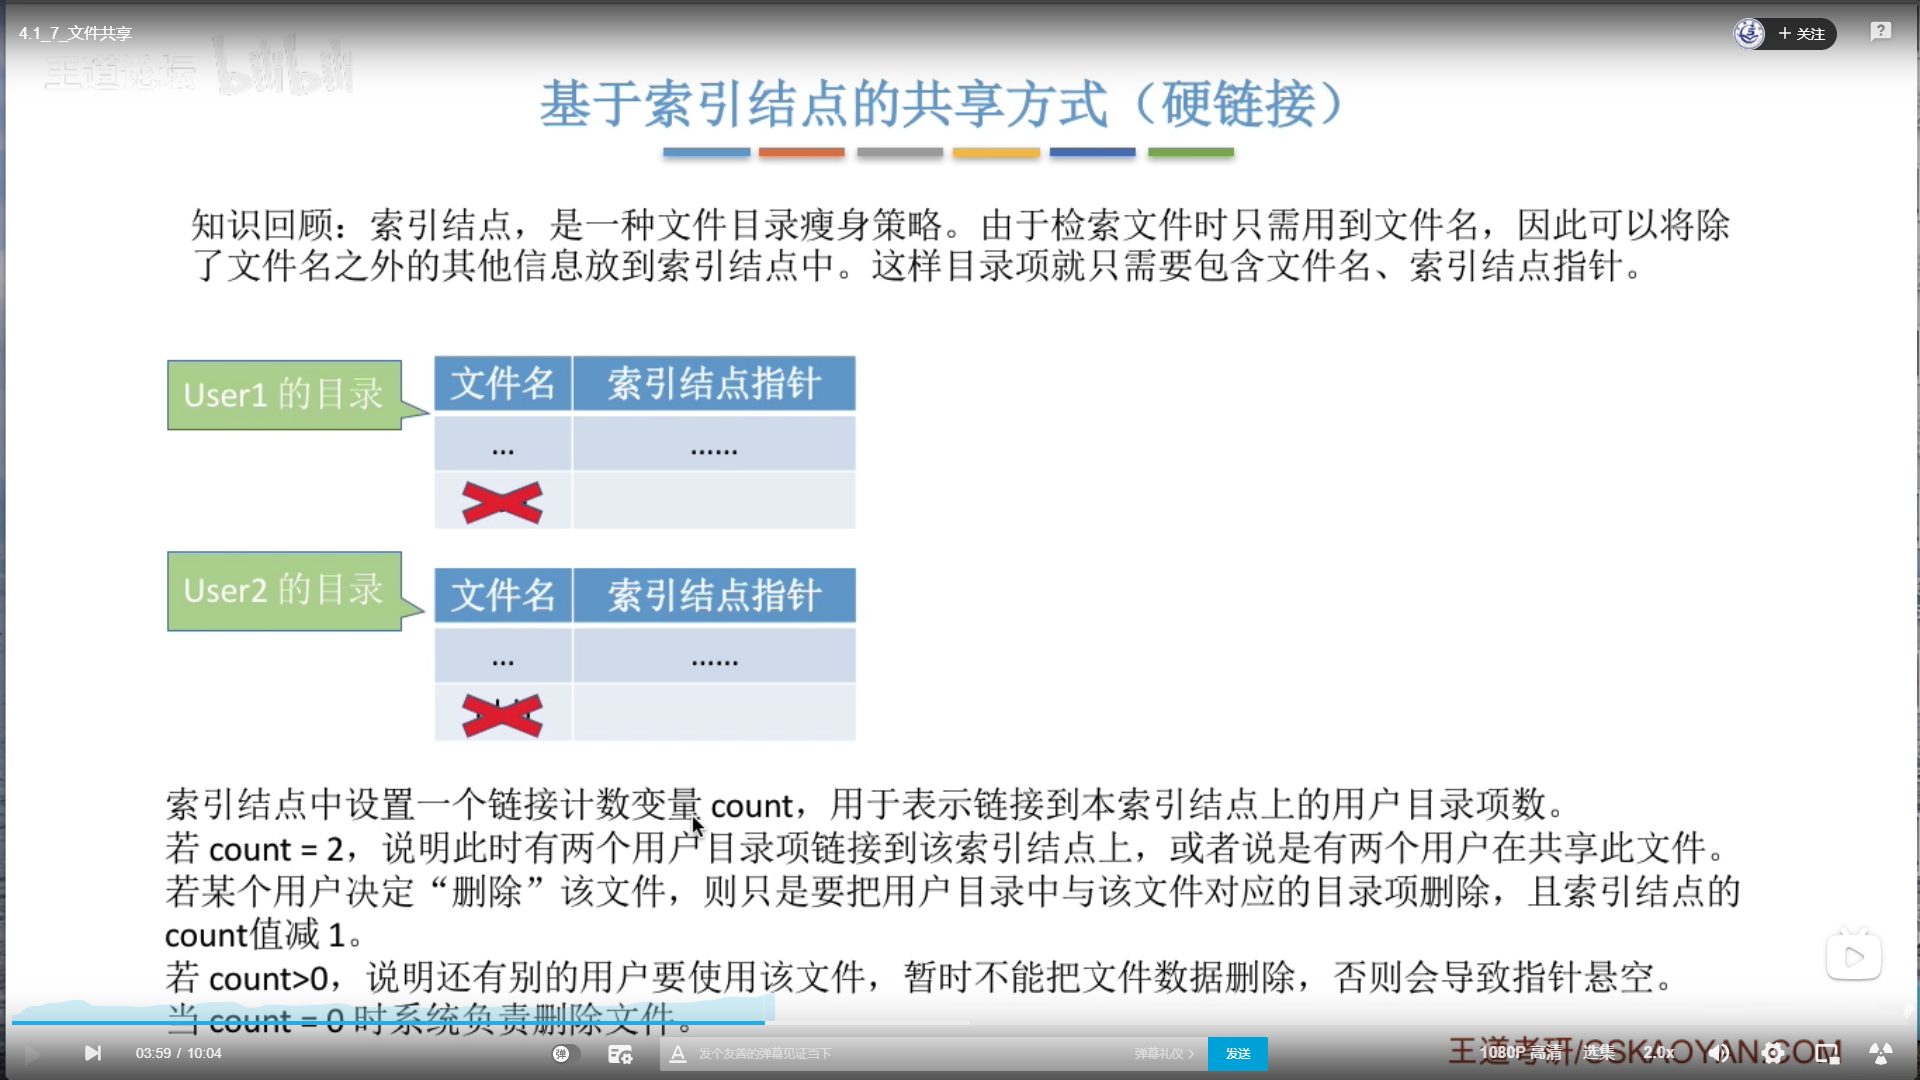 4.1_7_文件共享
+ 关注
王道论坛 bilibili
基于索引结点的共享方式（硬链接）
知识回顾：索引结点，是一种文件目录瘦身策略。由于检索文件时只需用到文件名，因此可以将除
了文件名之外的其他信息放到索引结点中。这样目录项就只需要包含文件名、索引结点指针。
User1 的目录
文件名 索引结点指针
... ......
User2 的目录
文件名 索引结点指针
... ......
索引结点中设置一个链接计数变量 count，用于表示链接到本索引结点上的用户目录项数。
若 count = 2，说明此时有两个用户目录项链接到该索引结点上，或者说是有两个用户在共享此文件。
若某个用户决定“删除”该文件，则只是要把用户目录中与该文件对应的目录项删除，且索引结点的
count值减 1。
若 count>0，说明还有别的用户要使用该文件，暂时不能把文件数据删除，否则会导致指针悬空。
当 count = 0 时系统负责删除文件。
王道考研/CSKAOYAN.COM
03:59 / 10:04
弹
发个友善的弹幕见证当下
弹幕礼仪 >
发送
1080P 高清
选集
2.0x